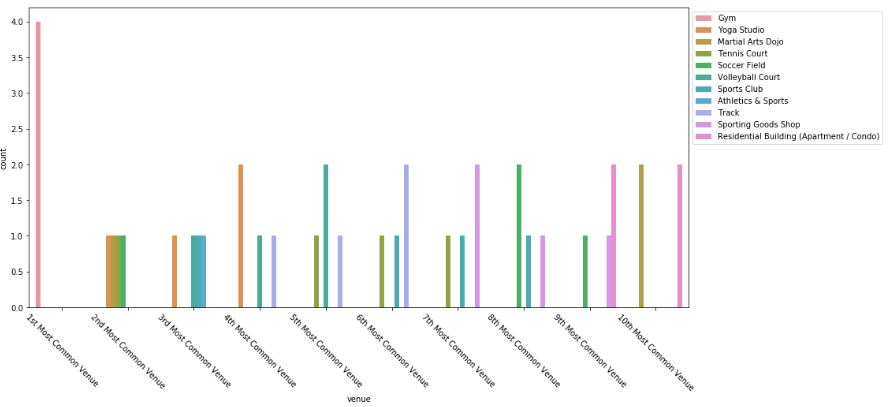 4.0
3.5
3.0
2.5
2.0
1.5
1.0
0.5
0.0
count
1st Most Common Venue
2nd Most Common Venue
3rd Most Common Venue
4th Most Common Venue
5th Most Common Venue
6th Most Common Venue
7th Most Common Venue
8th Most Common Venue
9th Most Common Venue
10th Most Common Venue
venue
Gym
Yoga Studio
Martial Arts Dojo
Tennis Court
Soccer Field
Volleyball Court
Sports Club
Athletics & Sports
Track
Sporting Goods Shop
Residential Building (Apartment / Condo)